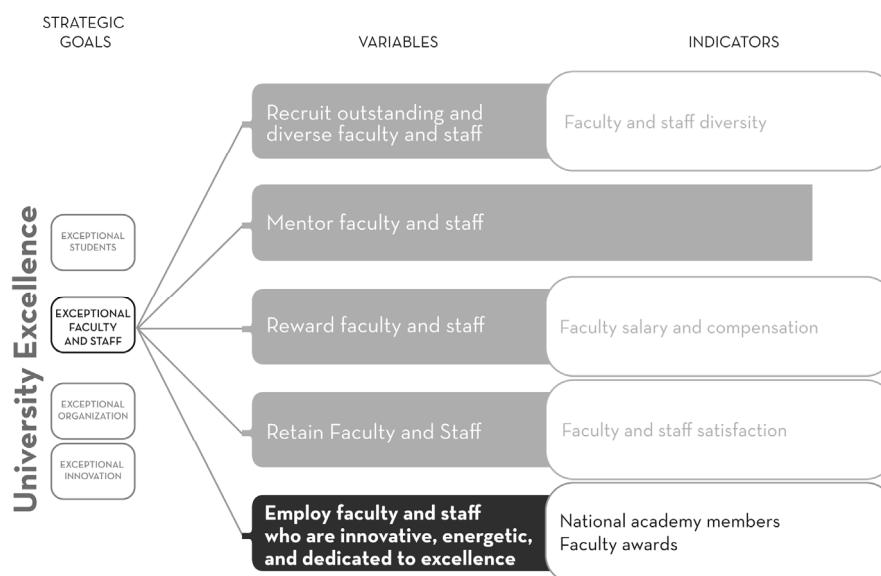 STRATEGIC
GOALS
VARIABLES
INDICATORS
University Excellence
EXCEPTIONAL
STUDENTS
EXCEPTIONAL
FACULTY
AND STAFF
EXCEPTIONAL
ORGANIZATION
EXCEPTIONAL
INNOVATION
Recruit outstanding and
diverse faculty and staff
Faculty and staff diversity
Mentor faculty and staff
Reward faculty and staff
Faculty salary and compensation
Retain Faculty and Staff
Faculty and staff satisfaction
Employ faculty and staff
who are innovative, energetic,
and dedicated to excellence
National academy members
Faculty awards